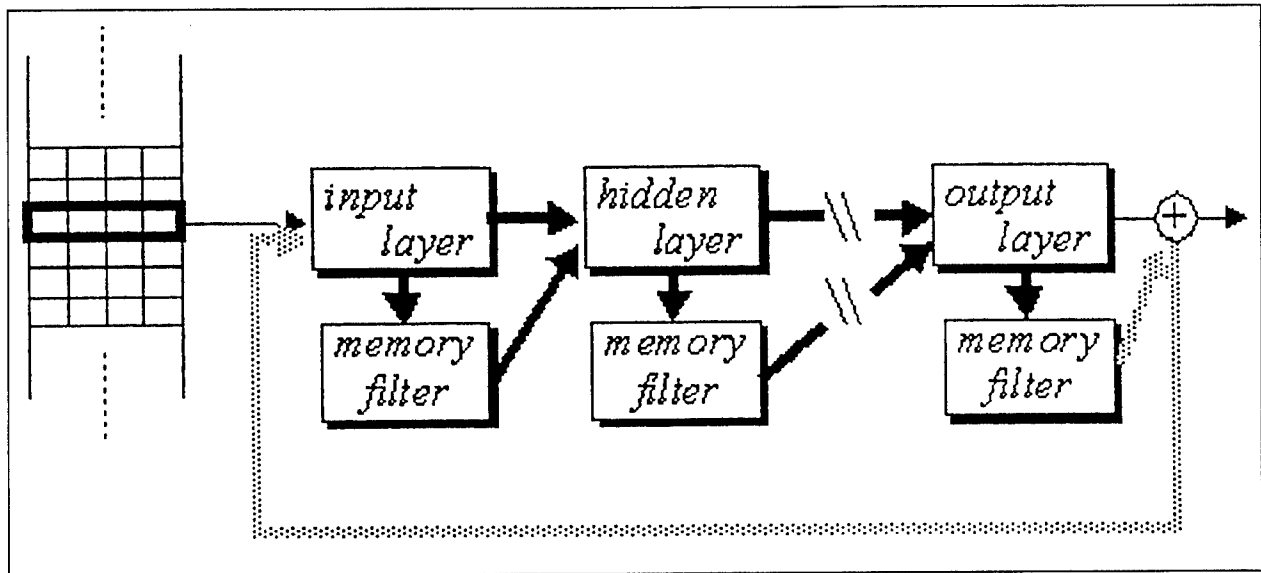 input
layer
hidden
layer
output
layer
+
memory
filter
memory
filter
memory
filter